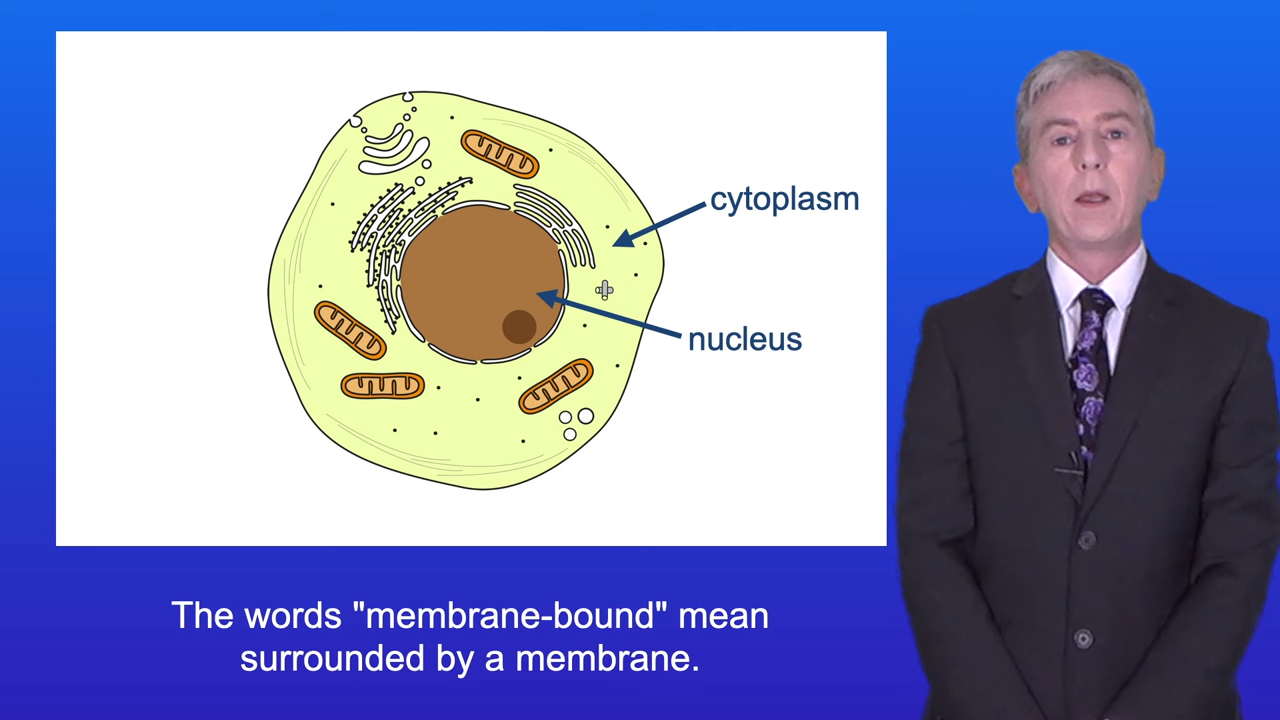 cytoplasm
nucleus
The words "membrane-bound" mean
surrounded by a membrane.